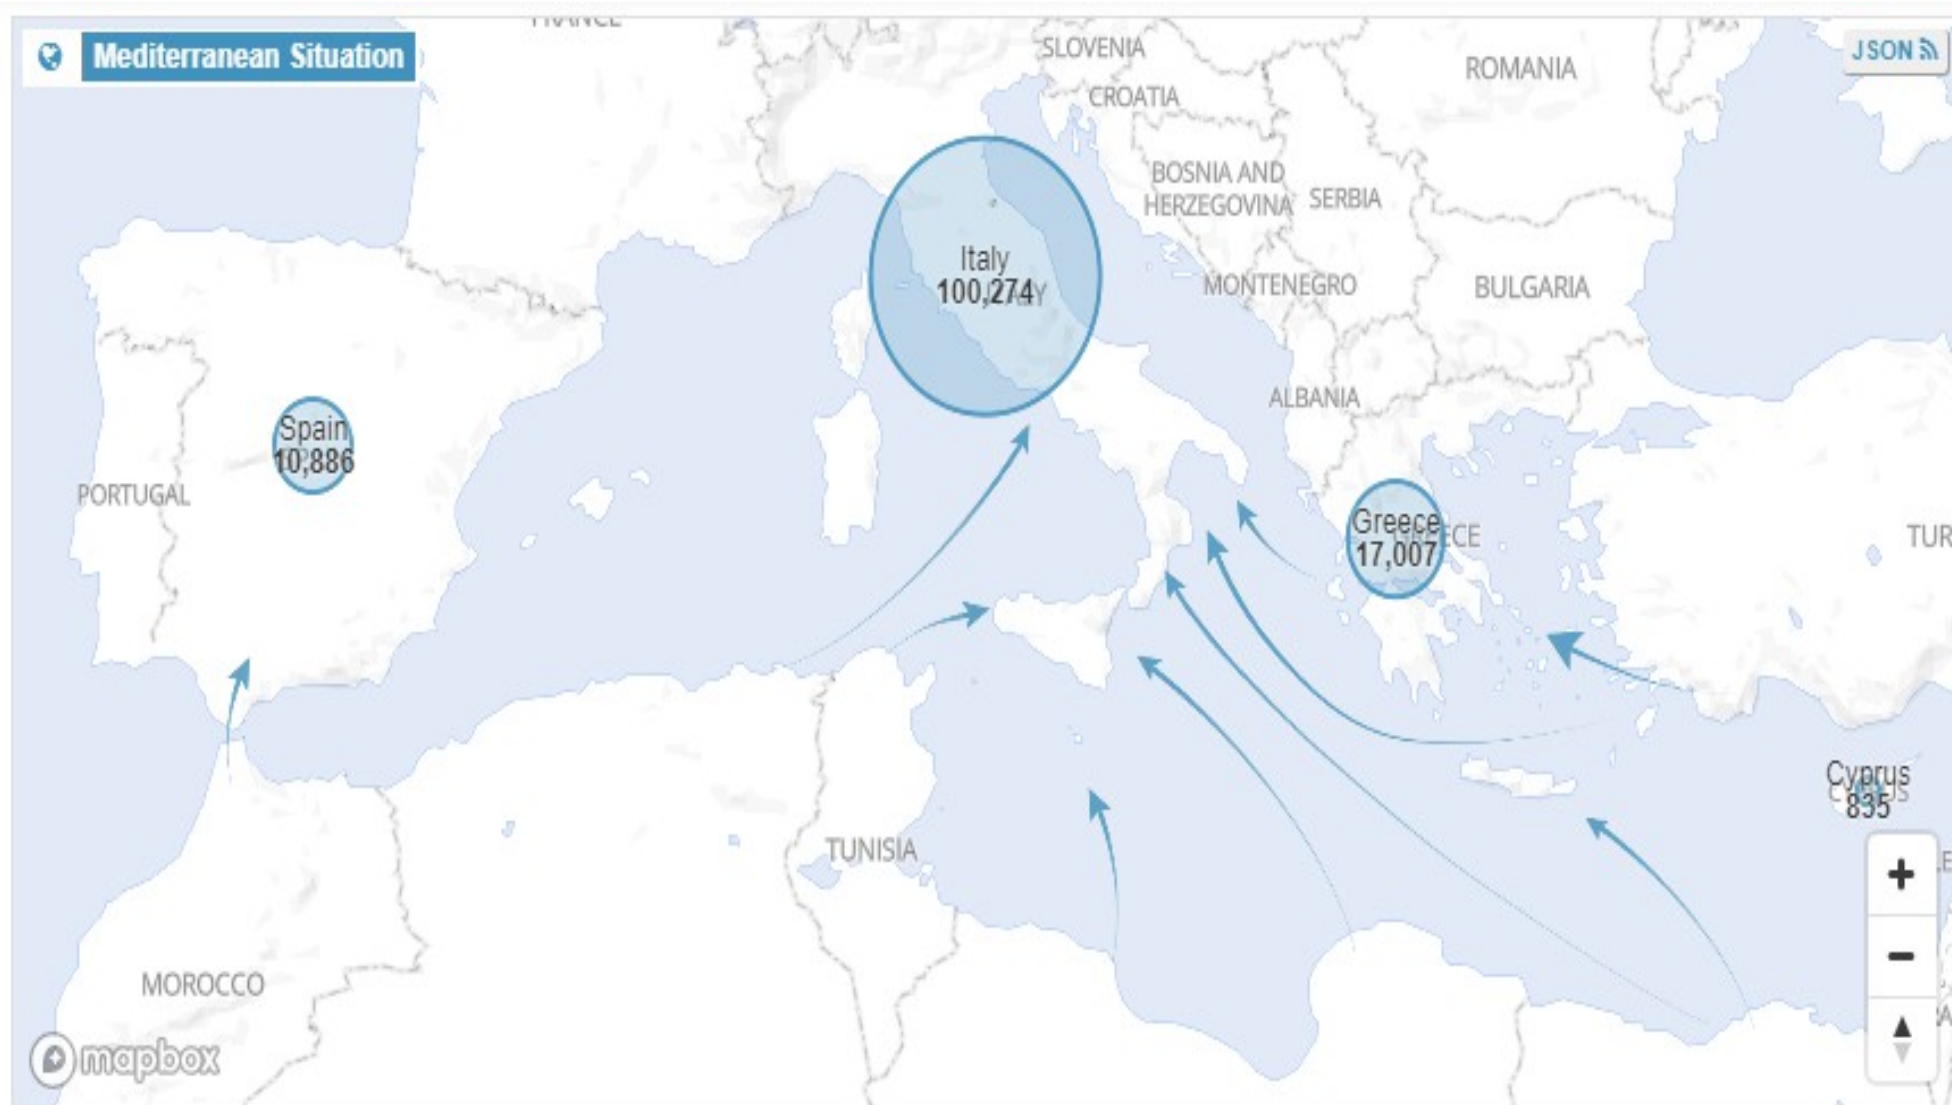 FRANCE
Mediterranean Situation
JSON
SLOVENIA
ROMANIA
CROATIA
BOSNIA AND
HERZEGOVINA
SERBIA
Italy
100,274
MONTENEGRO
BULGARIA
ALBANIA
Spain
10,886
PORTUGAL
Greece
17,007
TUR
Cyprus
835
TUNISIA
MOROCCO
mapbox